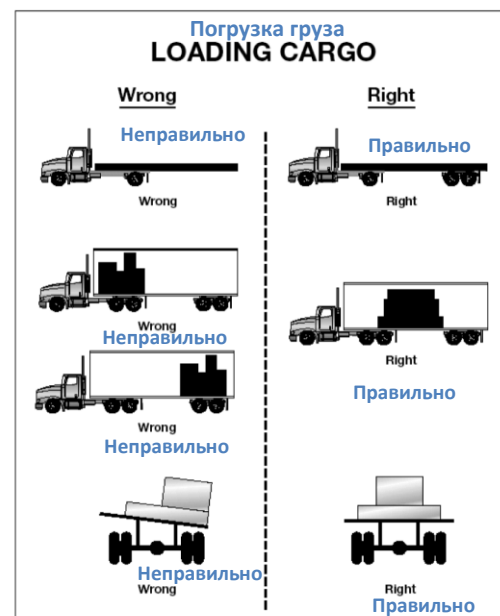 Погрузка груза
LOADING CARGO
Wrong
Right
Неправильно
Правильно
Wrong
Right
Wrong
Неправильно
Right
Правильно
Wrong
Неправильно
Неправильно
Wrong
Right
Правильно